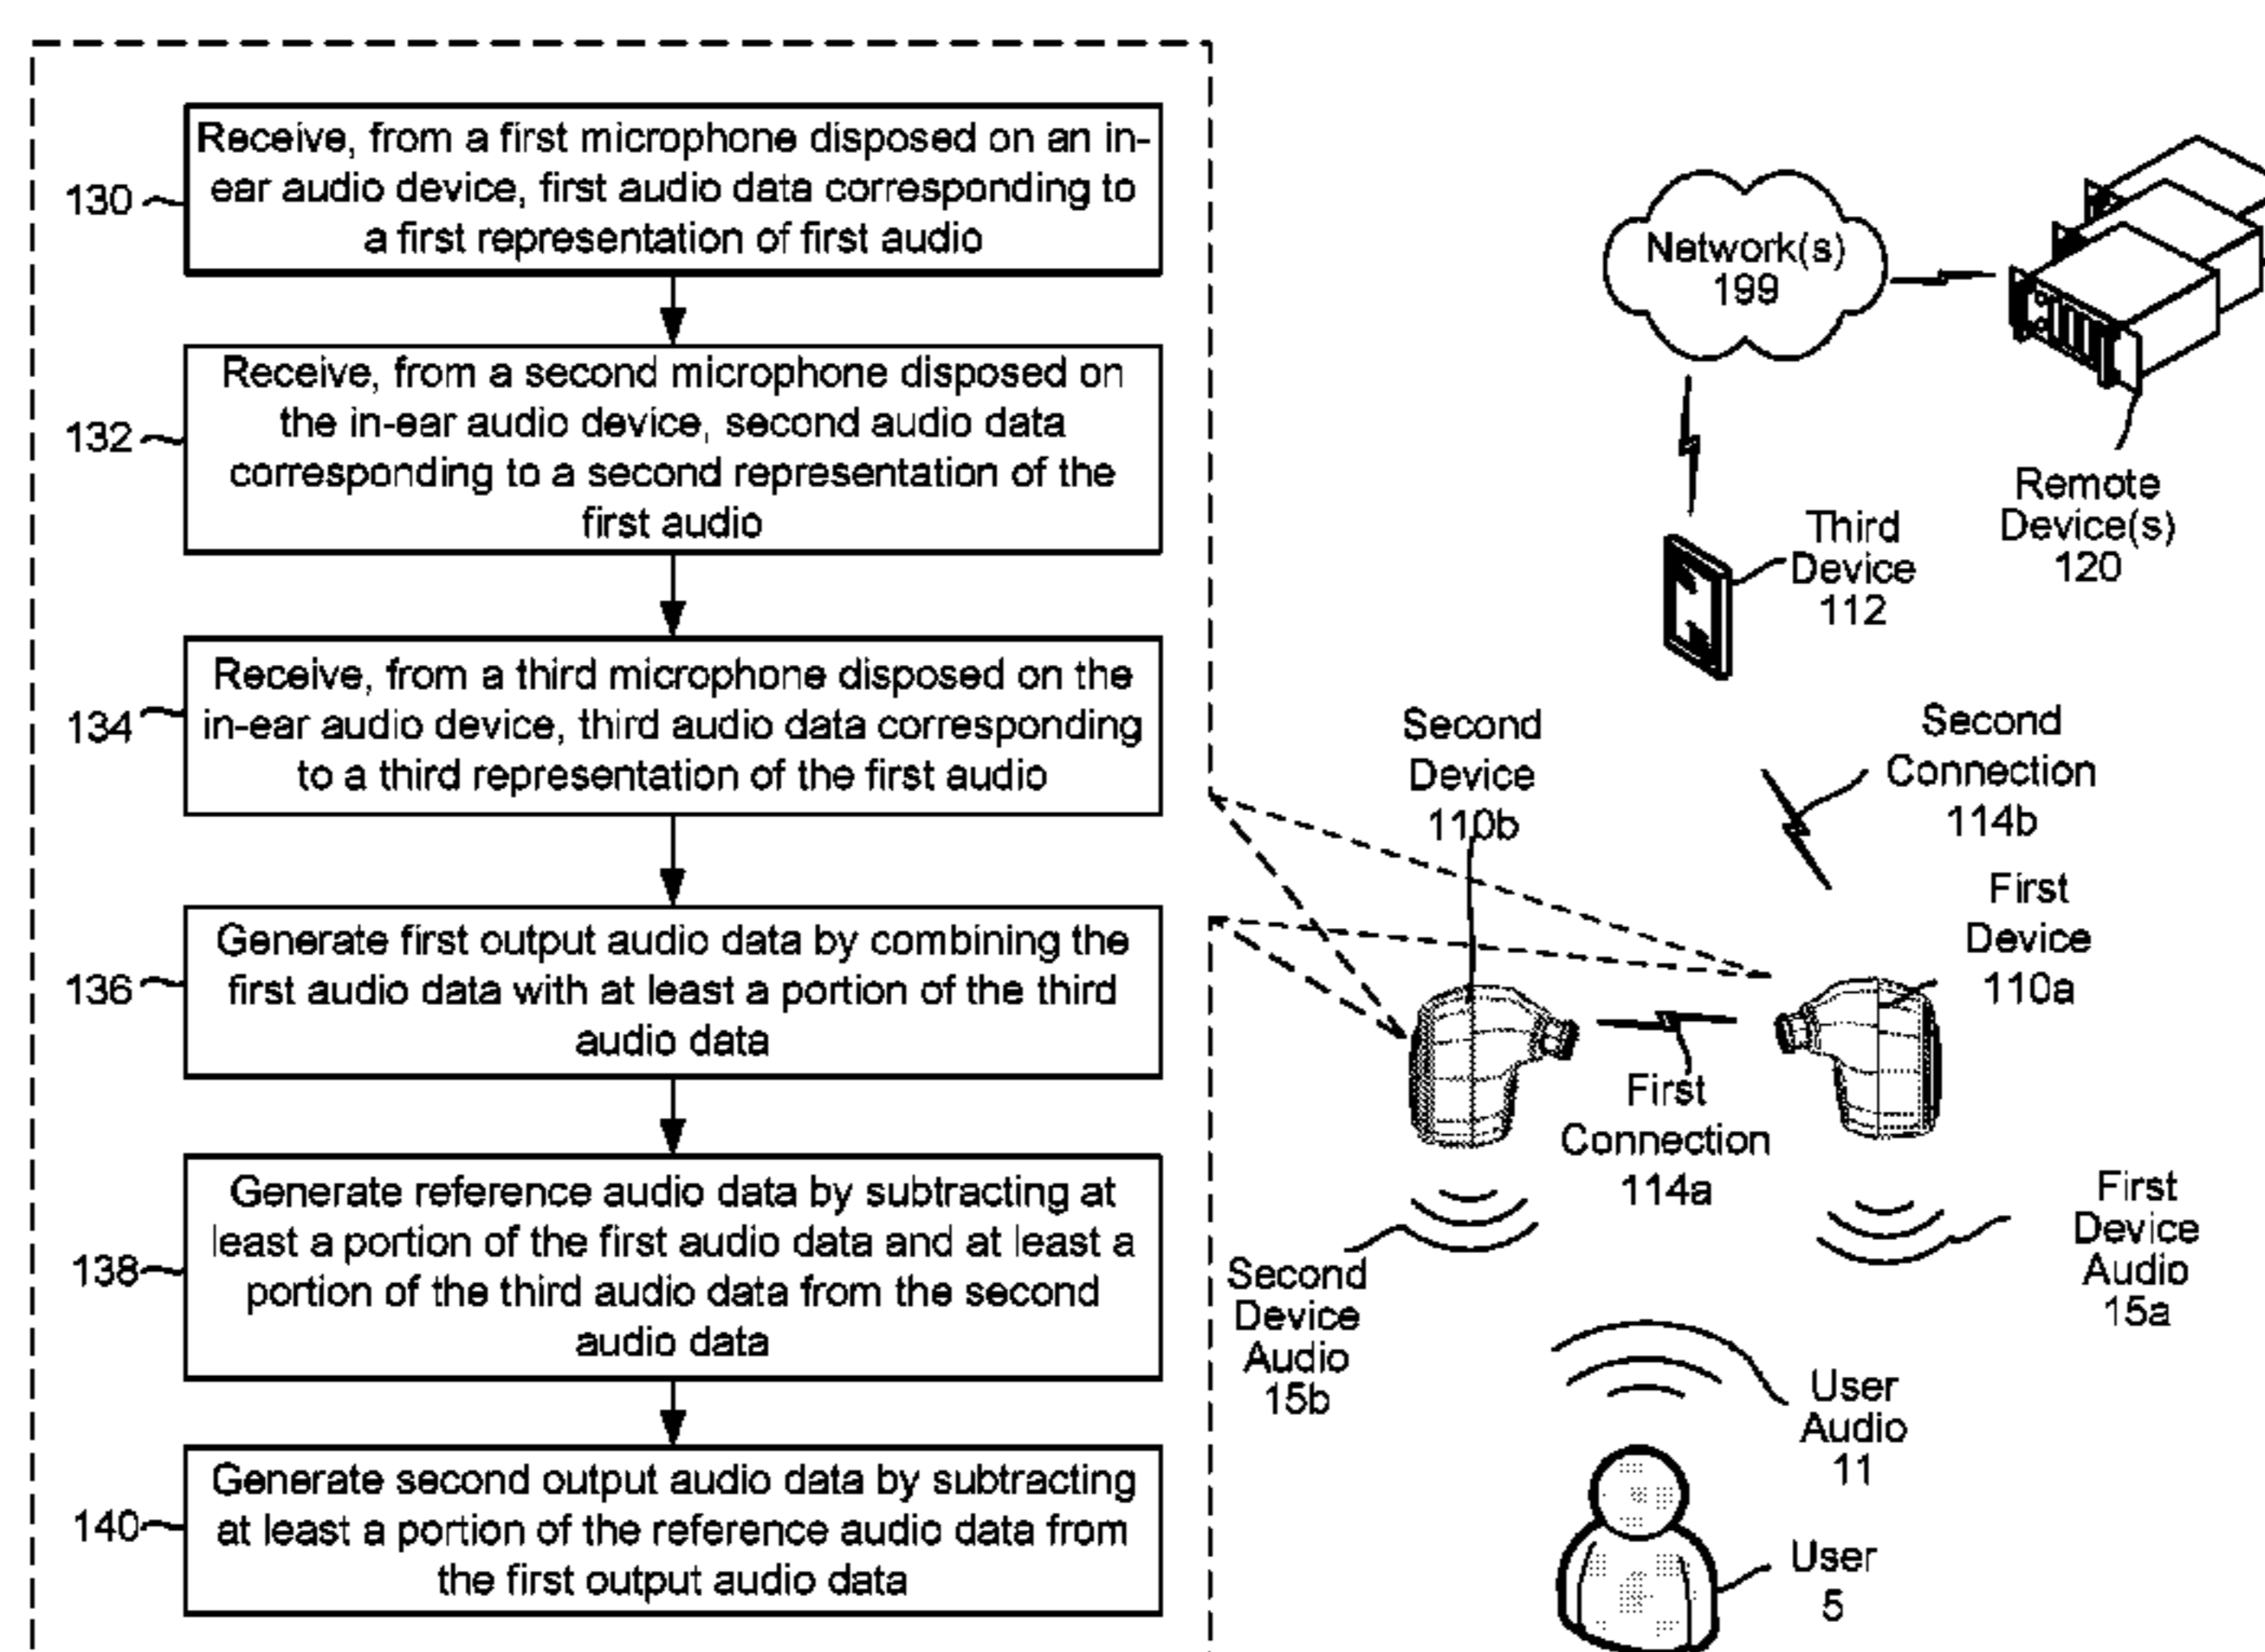 130
Receive, from a first microphone disposed on an in-
ear audio device, first audio data corresponding to
a first representation of first audio
132
Receive, from a second microphone disposed on
the in-ear audio device, second audio data
corresponding to a second representation of the
first audio
134
Receive, from a third microphone disposed on the
in-ear audio device, third audio data corresponding
to a third representation of the first audio
136
Generate first output audio data by combining the
first audio data with at least a portion of the third
audio data
138
Generate reference audio data by subtracting at
least a portion of the first audio data and at least a
portion of the third audio data from the second
audio data
140
Generate second output audio data by subtracting
at least a portion of the reference audio data from
the first output audio data
Network(s)
199
Remote
Device(s)
120
Third
Device
112
Second
Device
110b
Second
Connection
114b
First
Device
110a
First
Connection
114a
Second
Device
Audio
15b
First
Device
Audio
15a
User
Audio
11
User
5